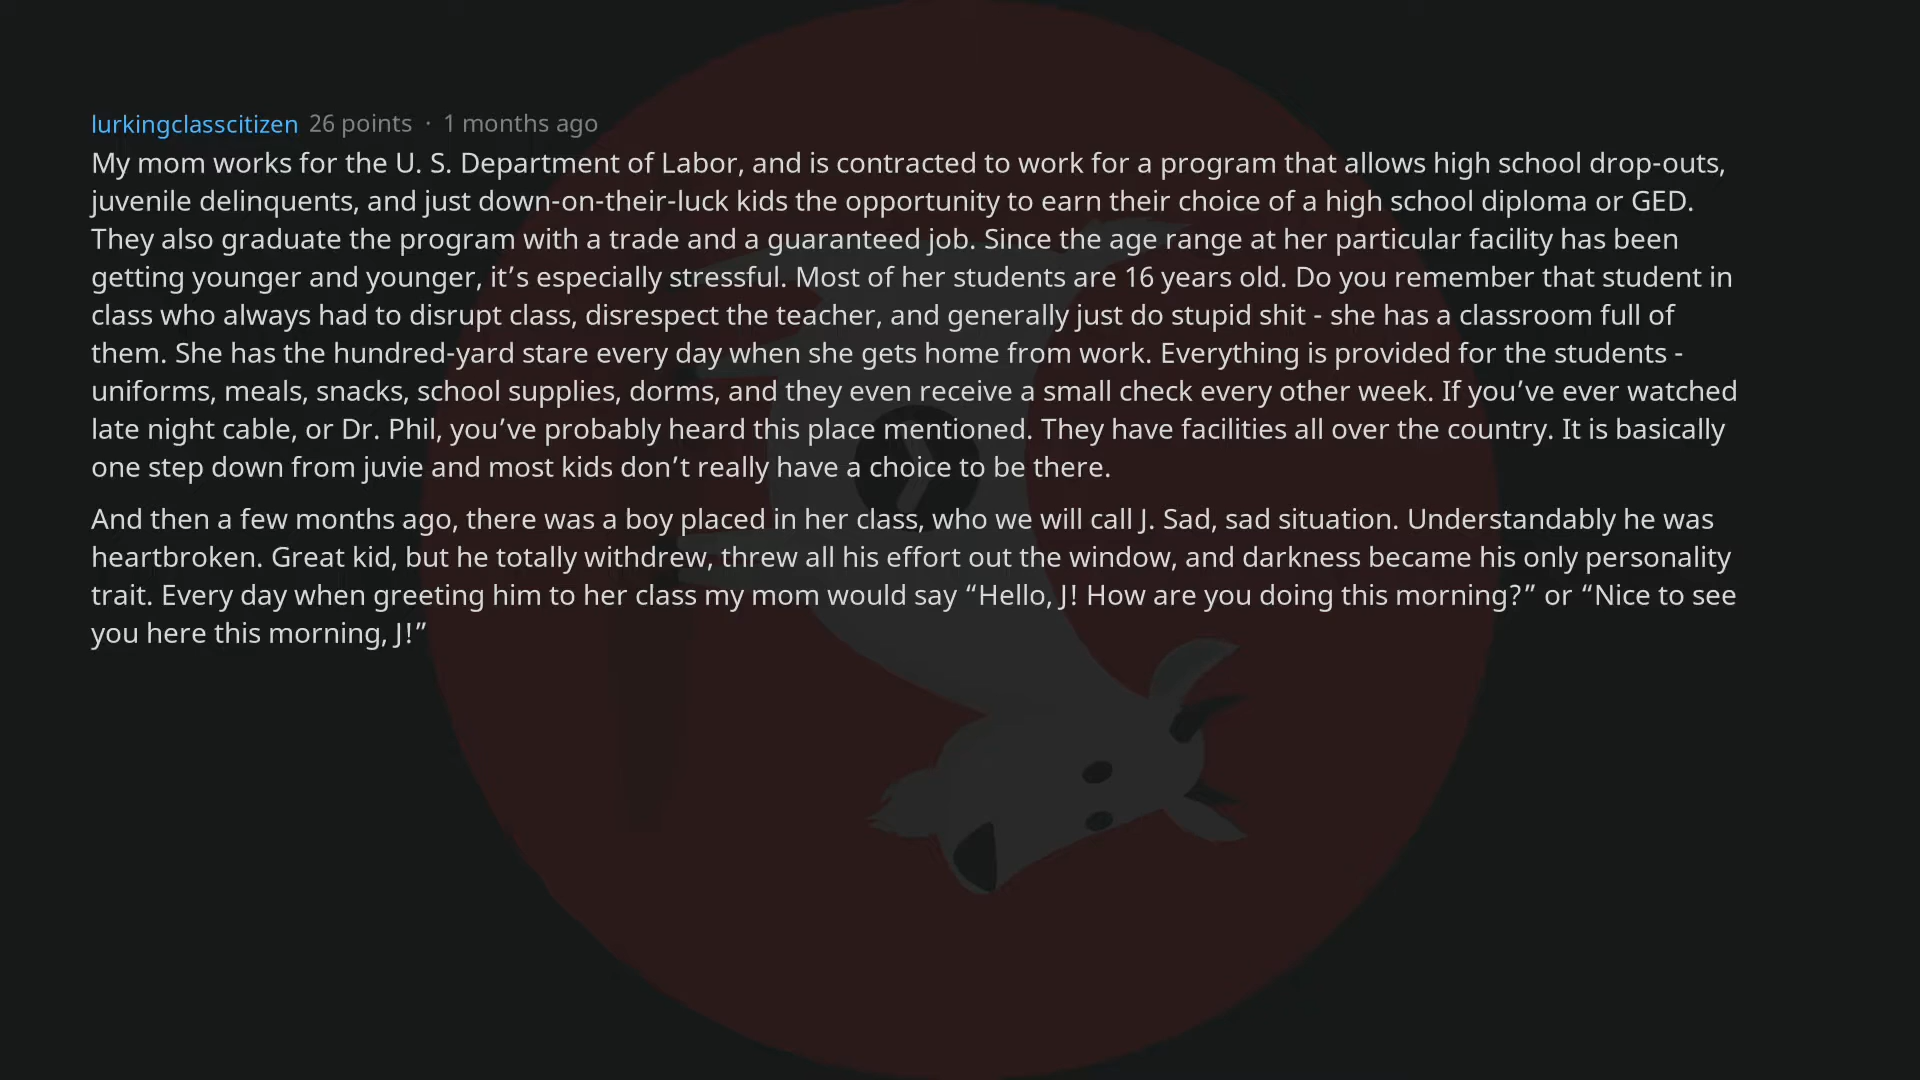 lurkingclasscitizen 26 points · 1 months ago
My mom works for the U. S. Department of Labor, and is contracted to work for a program that allows high school drop-outs,
juvenile delinquents, and just down-on-their-luck kids the opportunity to earn their choice of a high school diploma or GED.
They also graduate the program with a trade and a guaranteed job. Since the age range at her particular facility has been
getting younger and younger, it’s especially stressful. Most of her students are 16 years old. Do you remember that student in
class who always had to disrupt class, disrespect the teacher, and generally just do stupid shit - she has a classroom full of
them. She has the hundred-yard stare every day when she gets home from work. Everything is provided for the students -
uniforms, meals, snacks, school supplies, dorms, and they even receive a small check every other week. If you’ve ever watched
late night cable, or Dr. Phil, you’ve probably heard this place mentioned. They have facilities all over the country. It is basically
one step down from juvie and most kids don’t really have a choice to be there.
And then a few months ago, there was a boy placed in her class, who we will call J. Sad, sad situation. Understandably he was
heartbroken. Great kid, but he totally withdrew, threw all his effort out the window, and darkness became his only personality
trait. Every day when greeting him to her class my mom would say “Hello, J! How are you doing this morning?” or “Nice to see
you here this morning, J!”